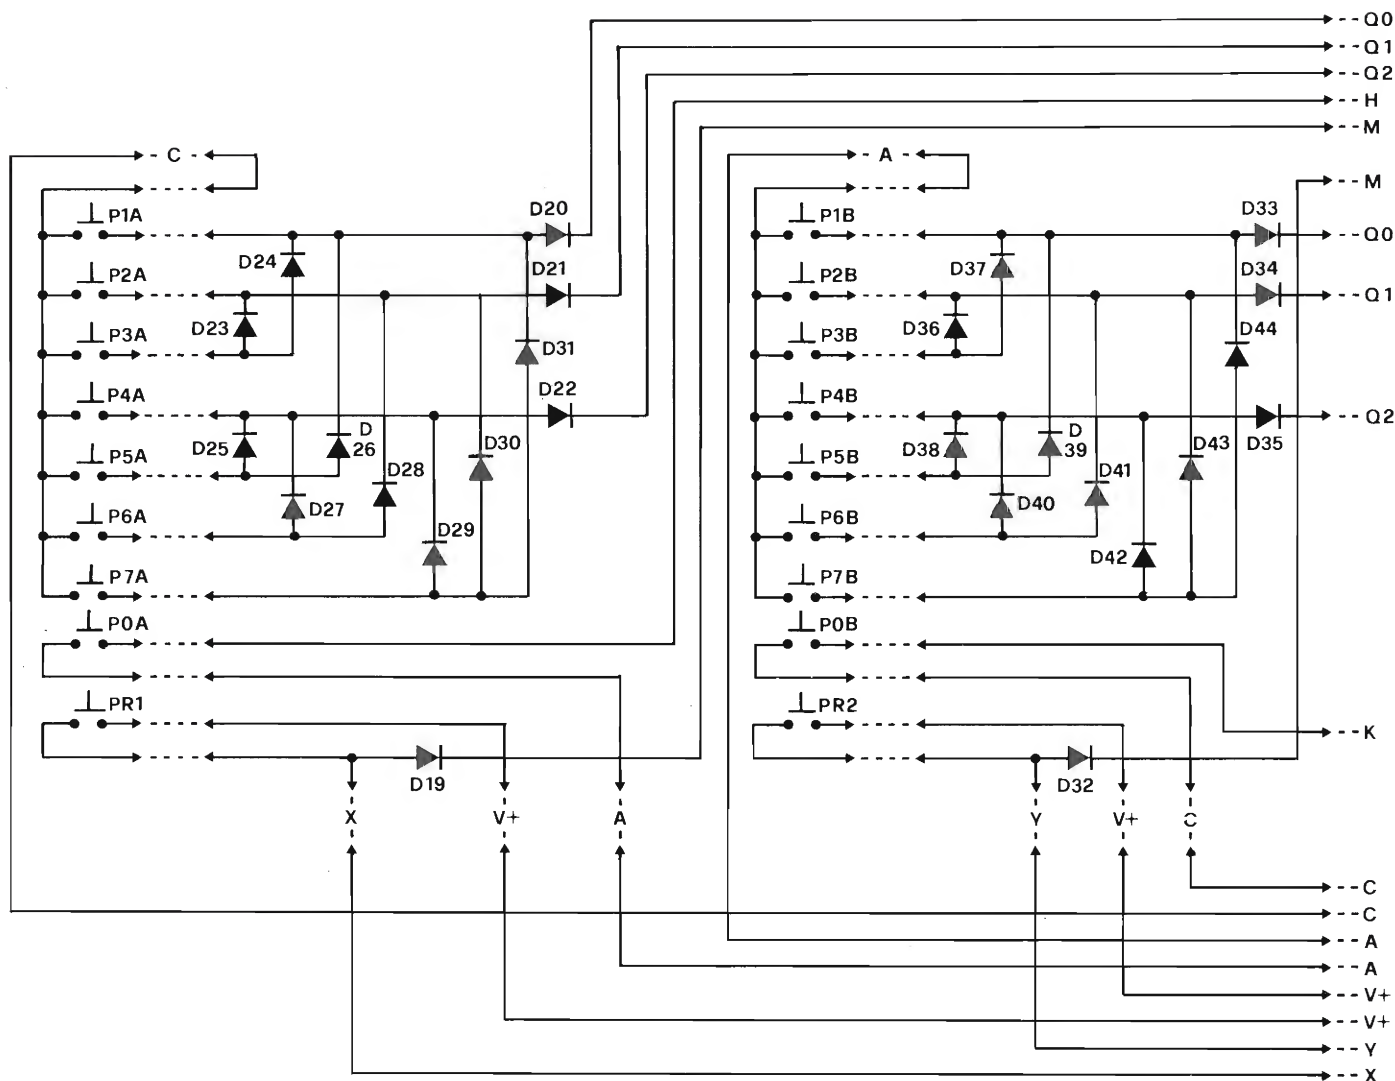 Q0
Q1
Q2
H
M
C
A
M
P1A
D20
P1B
D33
Q0
D24
P2A
D21
D37
P2B
D34
Q1
D23
P3A
D31
D36
P3B
D44
P4A
D22
P4B
Q2
D25
D
26
D30
D38
D
39
D43
D35
P5A
D28
P5B
D41
P6A
D27
D29
P6B
D40
D42
P7A
P7B
P0A
P0B
PR1
PR2
K
D19
D32
X
V+
A
Y
V+
C
C
C
A
A
V+
V+
Y
X